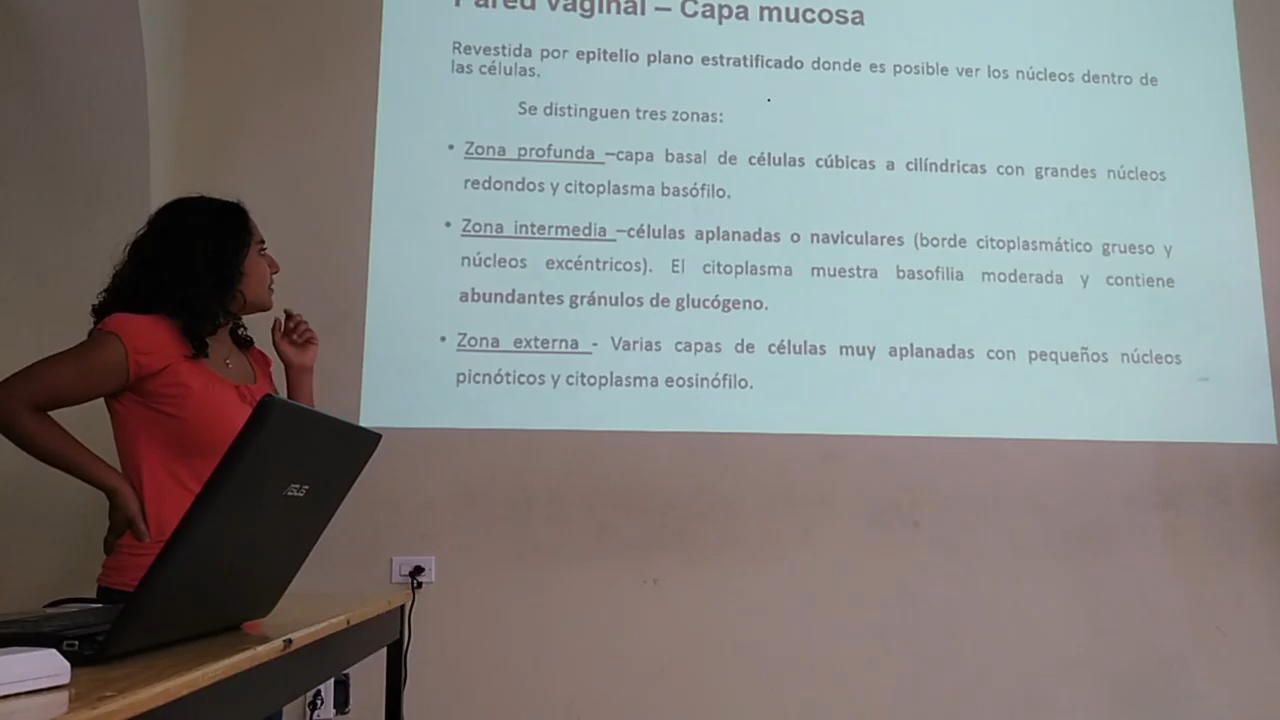 Pared vaginal – Capa mucosa
Revestida por epitelio plano estratificado donde es posible ver los núcleos dentro de
las células.
Se distinguen tres zonas:
• Zona profunda –capa basal de células cúbicas a cilíndricas con grandes núcleos
redondos y citoplasma basófilo.
• Zona intermedia –células aplanadas o naviculares (borde citoplasmático grueso y
núcleos excéntricos). El citoplasma muestra basofilia moderada y contiene
abundantes gránulos de glucógeno.
• Zona externa - Varias capas de células muy aplanadas con pequeños núcleos
picnóticos y citoplasma eosinófilo.
ASUS